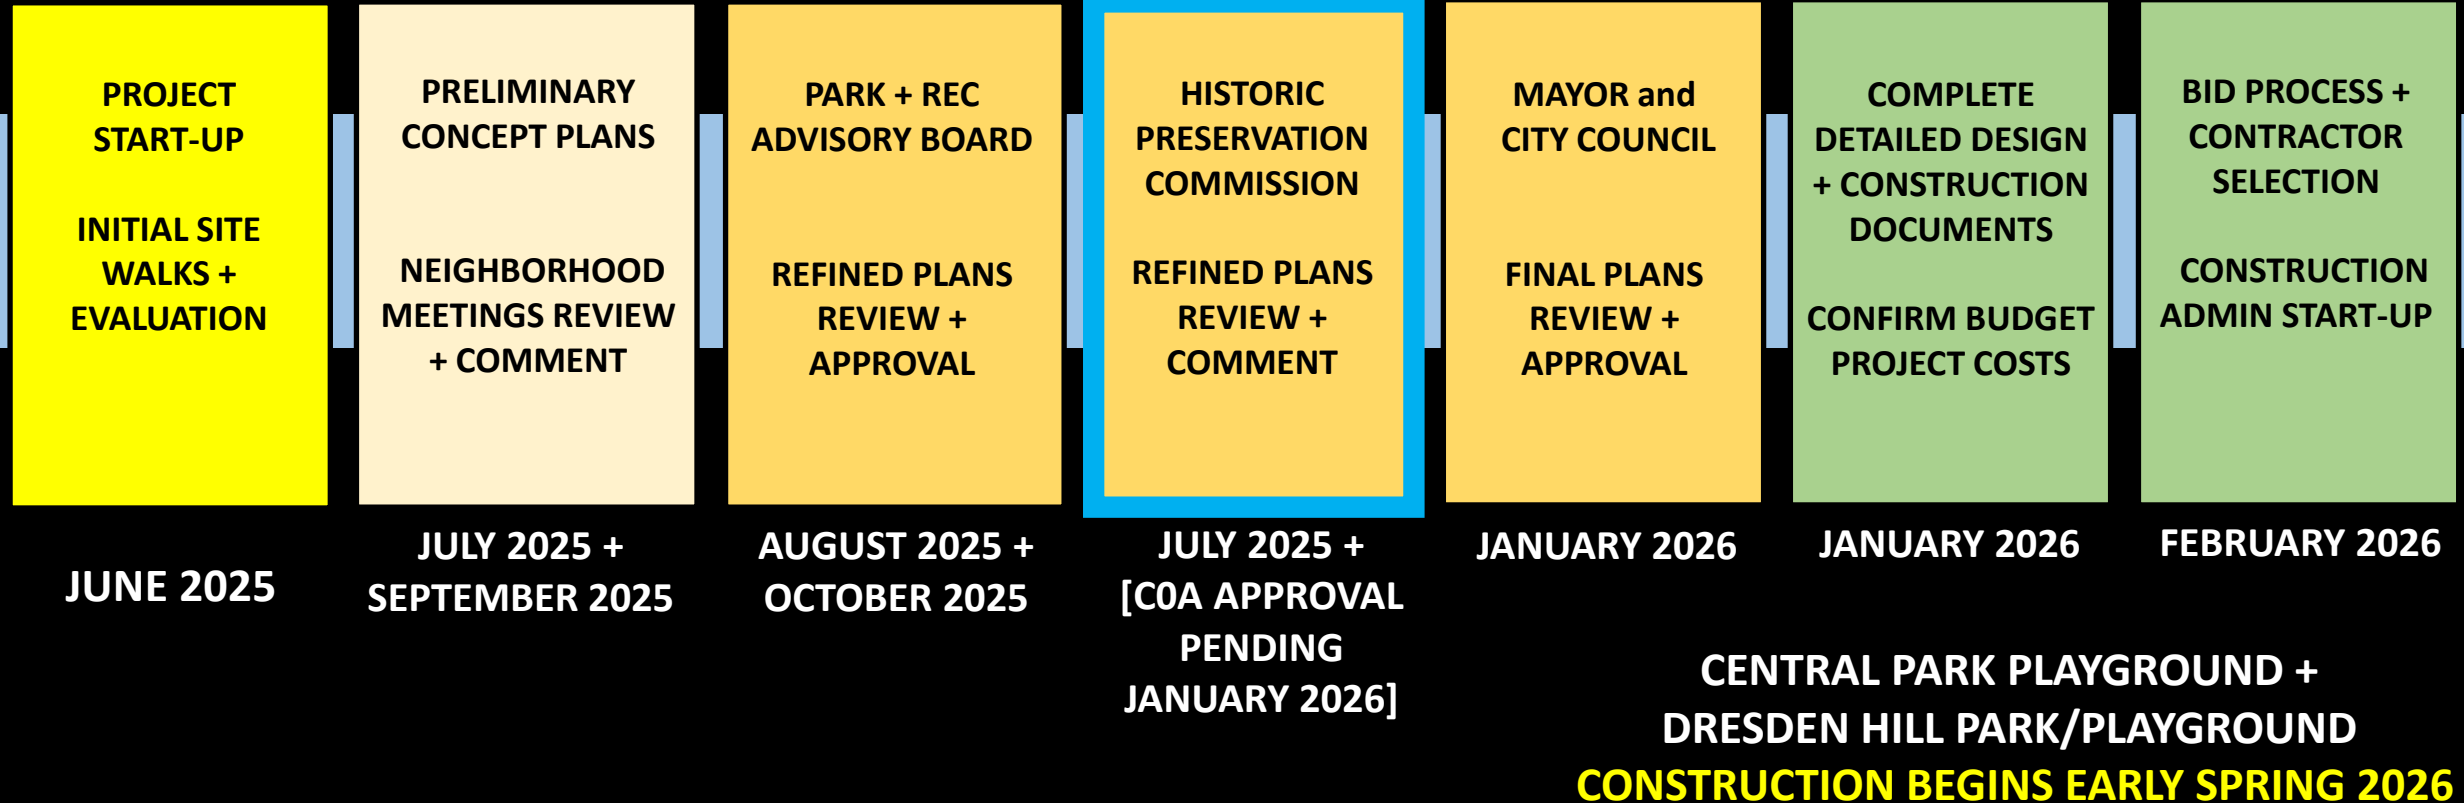 PROJECT
START-UP
INITIAL SITE
WALKS +
EVALUATION
JUNE 2025
PRELIMINARY
CONCEPT PLANS
NEIGHBORHOOD
MEETINGS REVIEW
+ COMMENT
JULY 2025 +
SEPTEMBER 2025
PARK + REC
ADVISORY BOARD
REFINED PLANS
REVIEW +
APPROVAL
AUGUST 2025 +
OCTOBER 2025
HISTORIC
PRESERVATION
COMMISSION
REFINED PLANS
REVIEW +
COMMENT
JULY 2025 +
[C0A APPROVAL
PENDING
JANUARY 2026]
MAYOR and
CITY COUNCIL
FINAL PLANS
REVIEW +
APPROVAL
JANUARY 2026
COMPLETE
DETAILED DESIGN
+ CONSTRUCTION
DOCUMENTS
CONFIRM BUDGET
PROJECT COSTS
JANUARY 2026
BID PROCESS +
CONTRACTOR
SELECTION
CONSTRUCTION
ADMIN START-UP
FEBRUARY 2026
CENTRAL PARK PLAYGROUND +
DRESDEN HILL PARK/PLAYGROUND
CONSTRUCTION BEGINS EARLY SPRING 2026